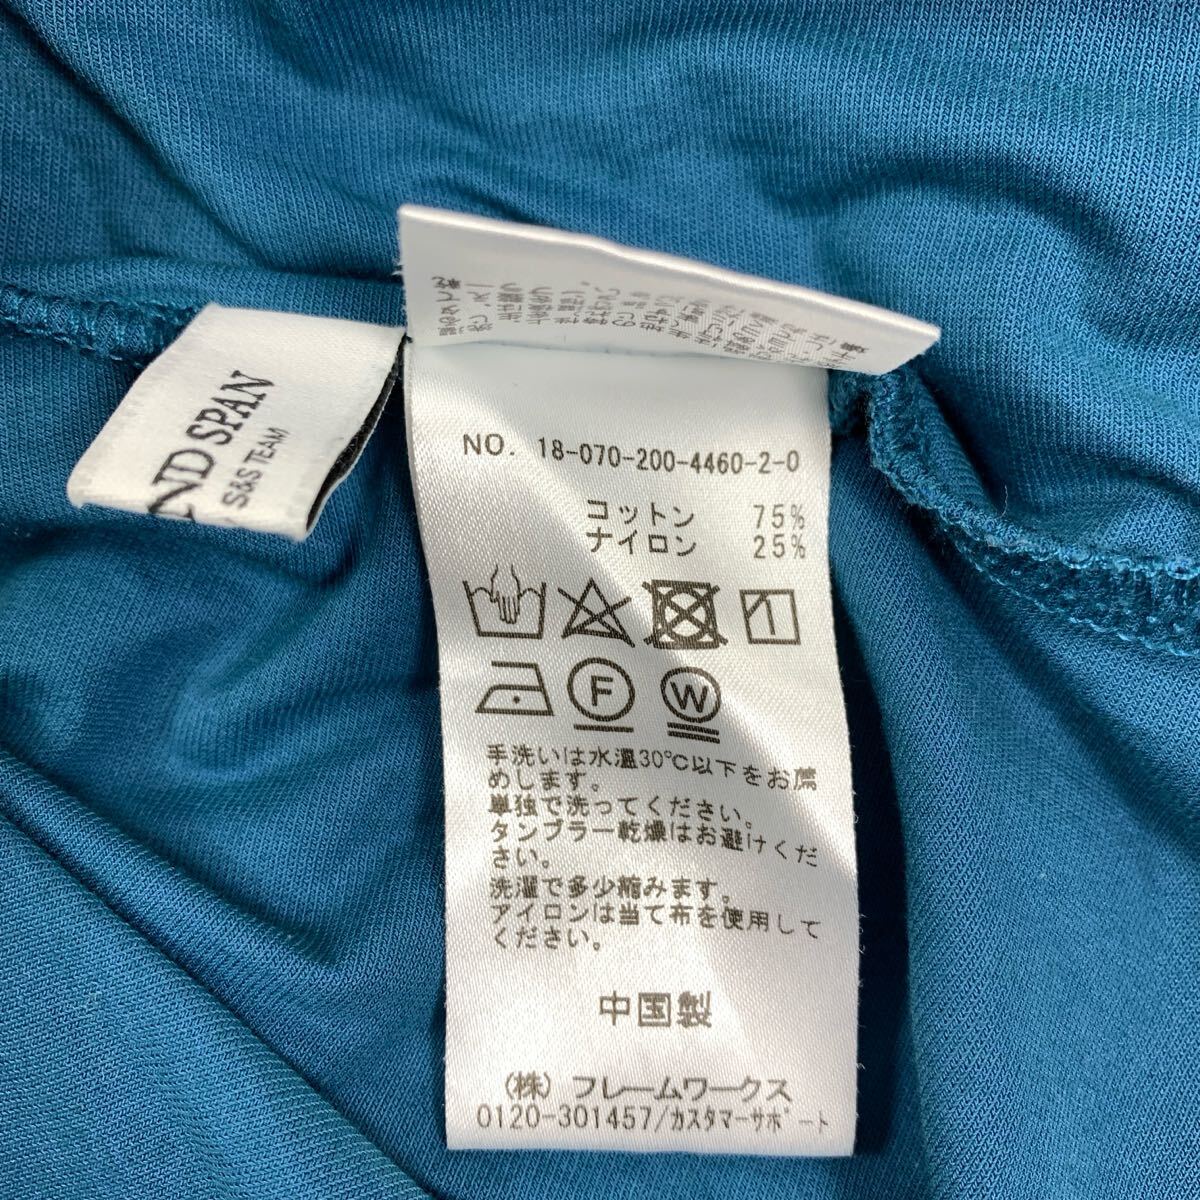 ND SPAN
S&S TEAM
NO. 18-070-200-4460-2-0
コットン 75%
ナイロン 25%
F W
手洗いは水温30℃以下をお薦
めします。
単独で洗ってください。
タンブラー乾燥はお避けくだ
さい。
洗濯で多少縮みます。
アイロンは当て布を使用して
ください。
中国製
(株) フレームワークス
0120-301457/カスタマーサポート